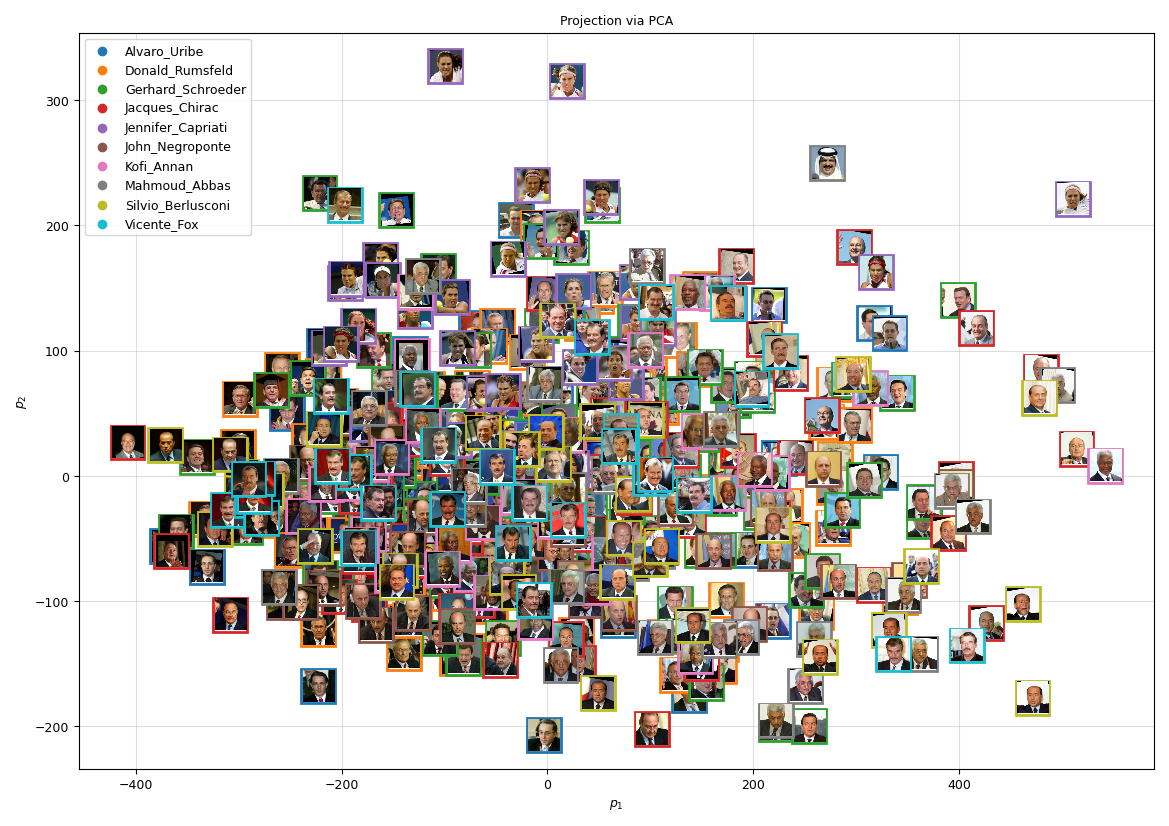 Projection via PCA
Alvaro_Uribe
Donald_Rumsfeld
Gerhard_Schroeder
Jacques_Chirac
Jennifer_Capriati
John_Negroponte
Kofi_Annan
Mahmoud_Abbas
Silvio_Berlusconi
Vicente_Fox
p₂
300
200
100
0
−100
−200
−400
−200
0
200
400
p₁